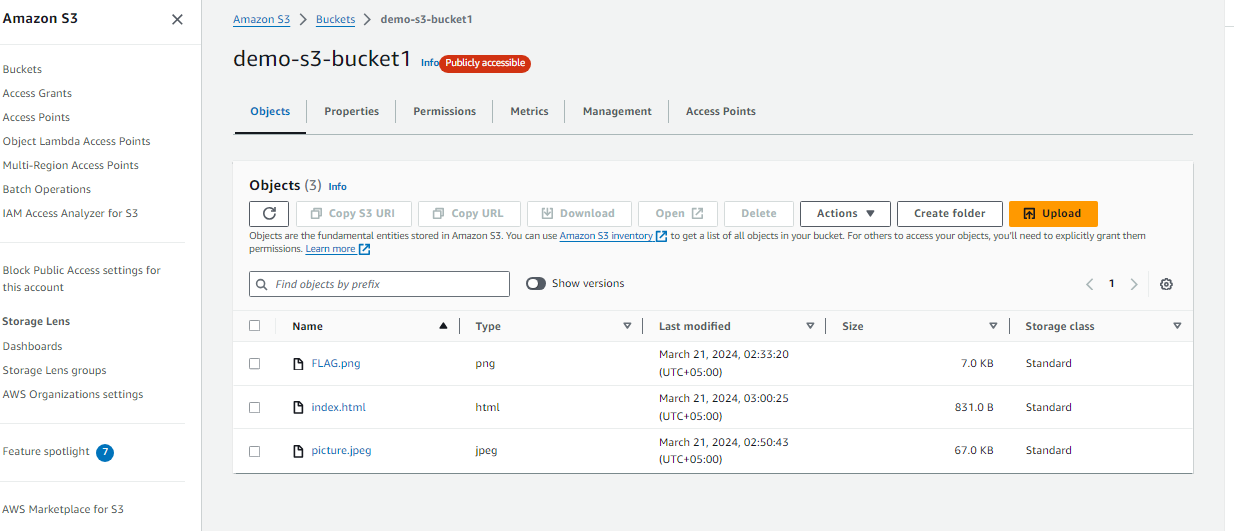 Amazon S3
Buckets
Access Grants
Access Points
Object Lambda Access Points
Multi-Region Access Points
Batch Operations
IAM Access Analyzer for S3
Block Public Access settings for
this account
Storage Lens
Dashboards
Storage Lens groups
AWS Organizations settings
Feature spotlight 7
AWS Marketplace for S3
Amazon S3 > Buckets > demo-s3-bucket1
demo-s3-bucket1 Info Publicly accessible
Objects Properties Permissions Metrics Management Access Points
Objects (3) Info
Copy S3 URI Copy URL Download Open Delete Actions Create folder Upload
Objects are the fundamental entities stored in Amazon S3. You can use Amazon S3 inventory to get a list of all objects in your bucket. For others to access your objects, you'll need to explicitly grant them
permissions. Learn more
Find objects by prefix Show versions 1
Name Type Last modified Size Storage class
FLAG.png png March 21, 2024, 02:33:20 7.0 KB Standard
(UTC+05:00)
index.html html March 21, 2024, 03:00:25 831.0 B Standard
(UTC+05:00)
picture.jpeg jpeg March 21, 2024, 02:50:43 67.0 KB Standard
(UTC+05:00)